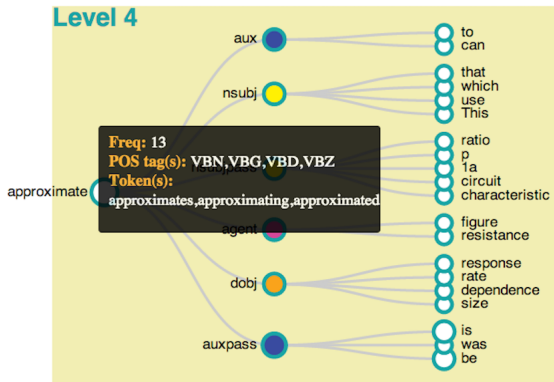 Level 4
aux
to
can
nsubj
that
which
use
This
Freq: 13
POS tag(s): VBN,VBG,VBD,VBZ
Token(s):
approximates,approximating,approximated
approximate
nsubjpass
ratio
p
1a
circuit
characteristic
agent
figure
resistance
dobj
response
rate
dependence
size
auxpass
is
was
be